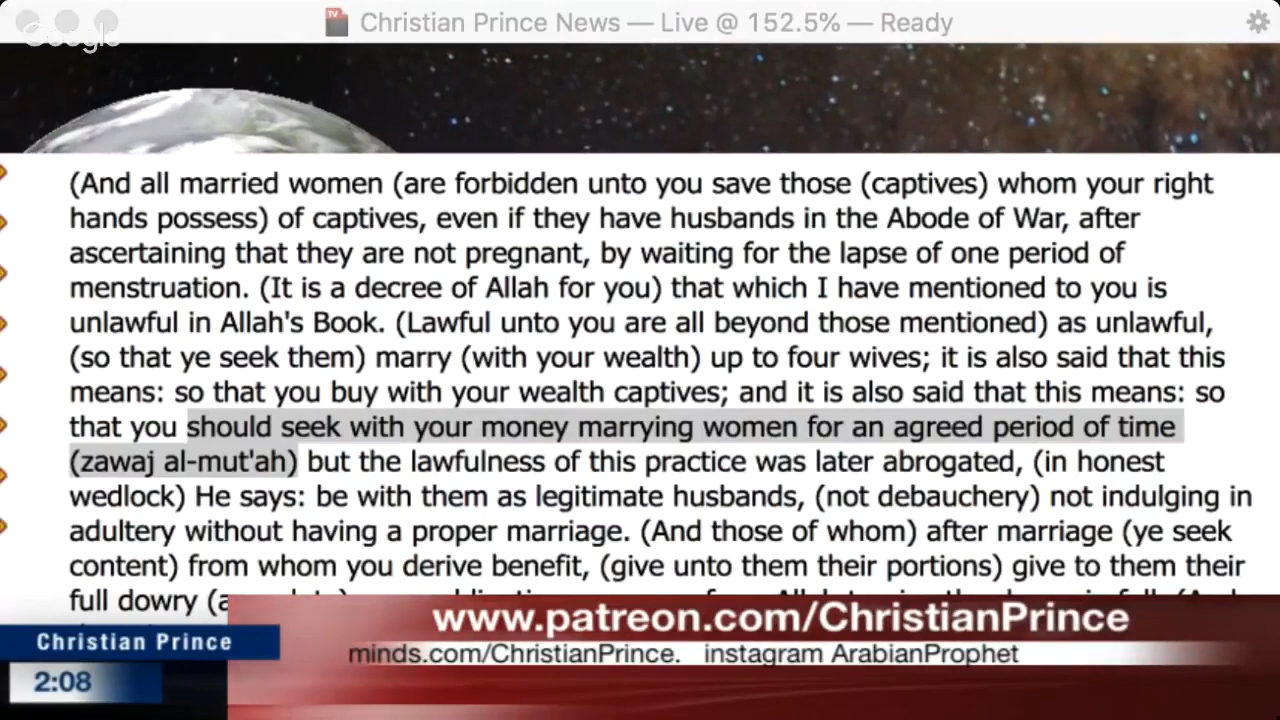 Christian Prince News — Live @ 152.5% — Ready
Google
(And all married women (are forbidden unto you save those (captives) whom your right
hands possess) of captives, even if they have husbands in the Abode of War, after
ascertaining that they are not pregnant, by waiting for the lapse of one period of
menstruation. (It is a decree of Allah for you) that which I have mentioned to you is
unlawful in Allah's Book. (Lawful unto you are all beyond those mentioned) as unlawful,
(so that ye seek them) marry (with your wealth) up to four wives; it is also said that this
means: so that you buy with your wealth captives; and it is also said that this means: so
that you should seek with your money marrying women for an agreed period of time
(zawaj al-mut'ah) but the lawfulness of this practice was later abrogated, (in honest
wedlock) He says: be with them as legitimate husbands, (not debauchery) not indulging in
adultery without having a proper marriage. (And those of whom) after marriage (ye seek
content) from whom you derive benefit, (give unto them their portions) give to them their
full dowry
www.patreon.com/ChristianPrince
Christian Prince
minds.com/ChristianPrince. instagram ArabianProphet
2:08